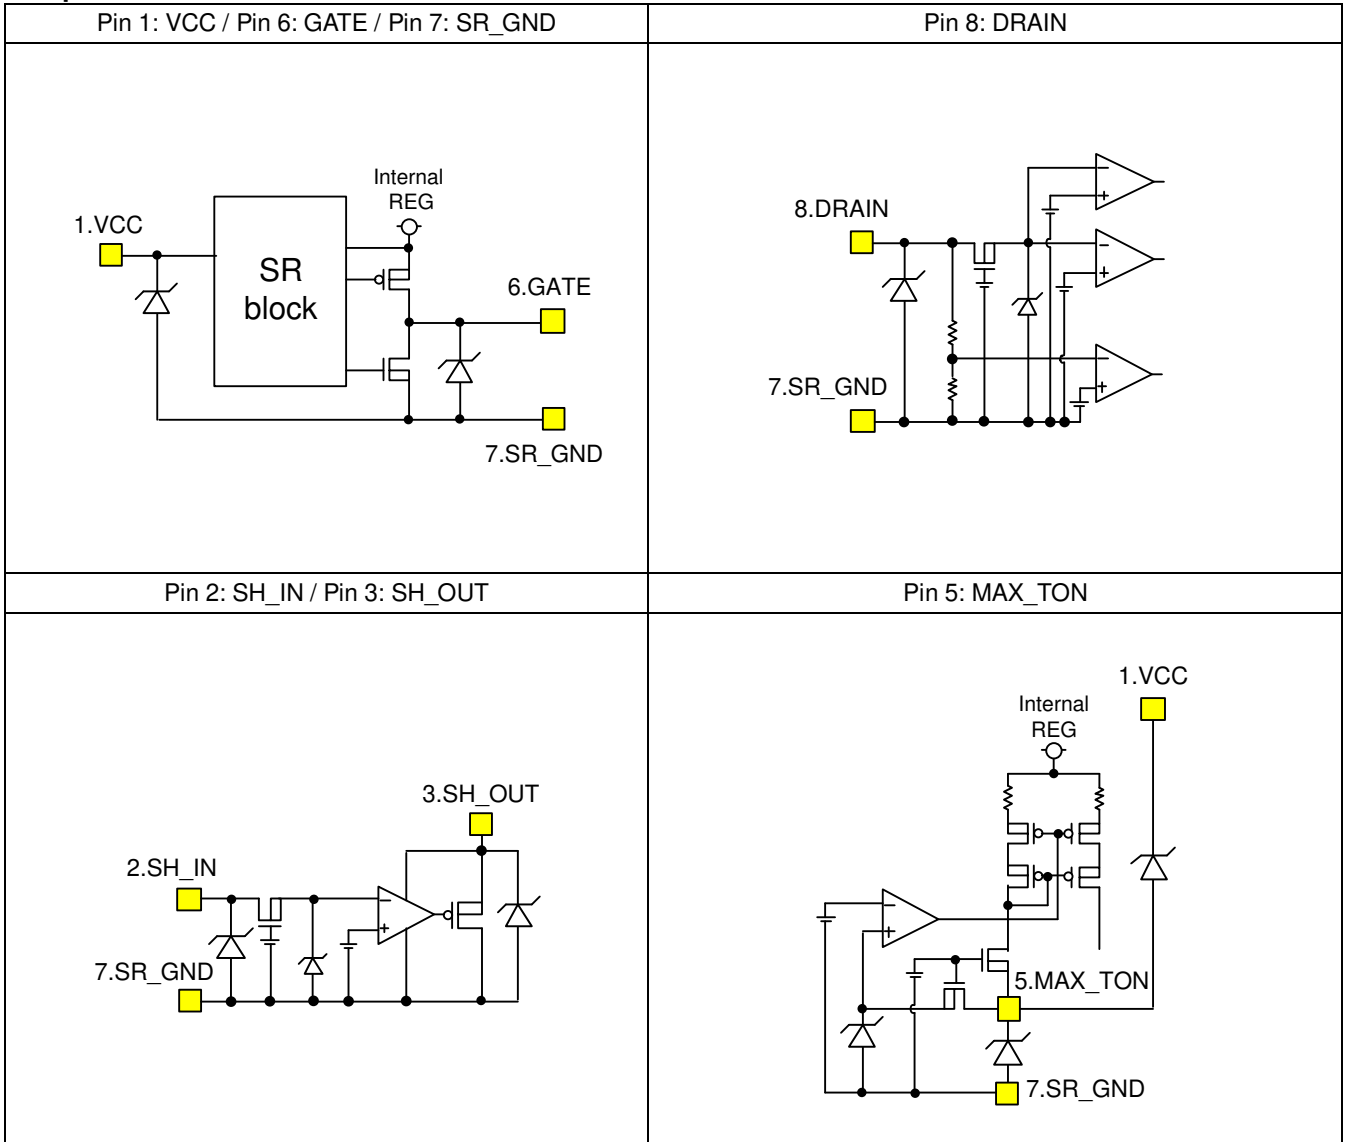 Pin 1: VCC / Pin 6: GATE / Pin 7: SR_GND
Pin 8: DRAIN
1.VCC
SR
block
Internal
REG
6.GATE
7.SR_GND
8.DRAIN
7.SR_GND
Pin 2: SH_IN / Pin 3: SH_OUT
Pin 5: MAX_TON
3.SH_OUT
2.SH_IN
7.SR_GND
1.VCC
Internal
REG
5.MAX_TON
7.SR_GND